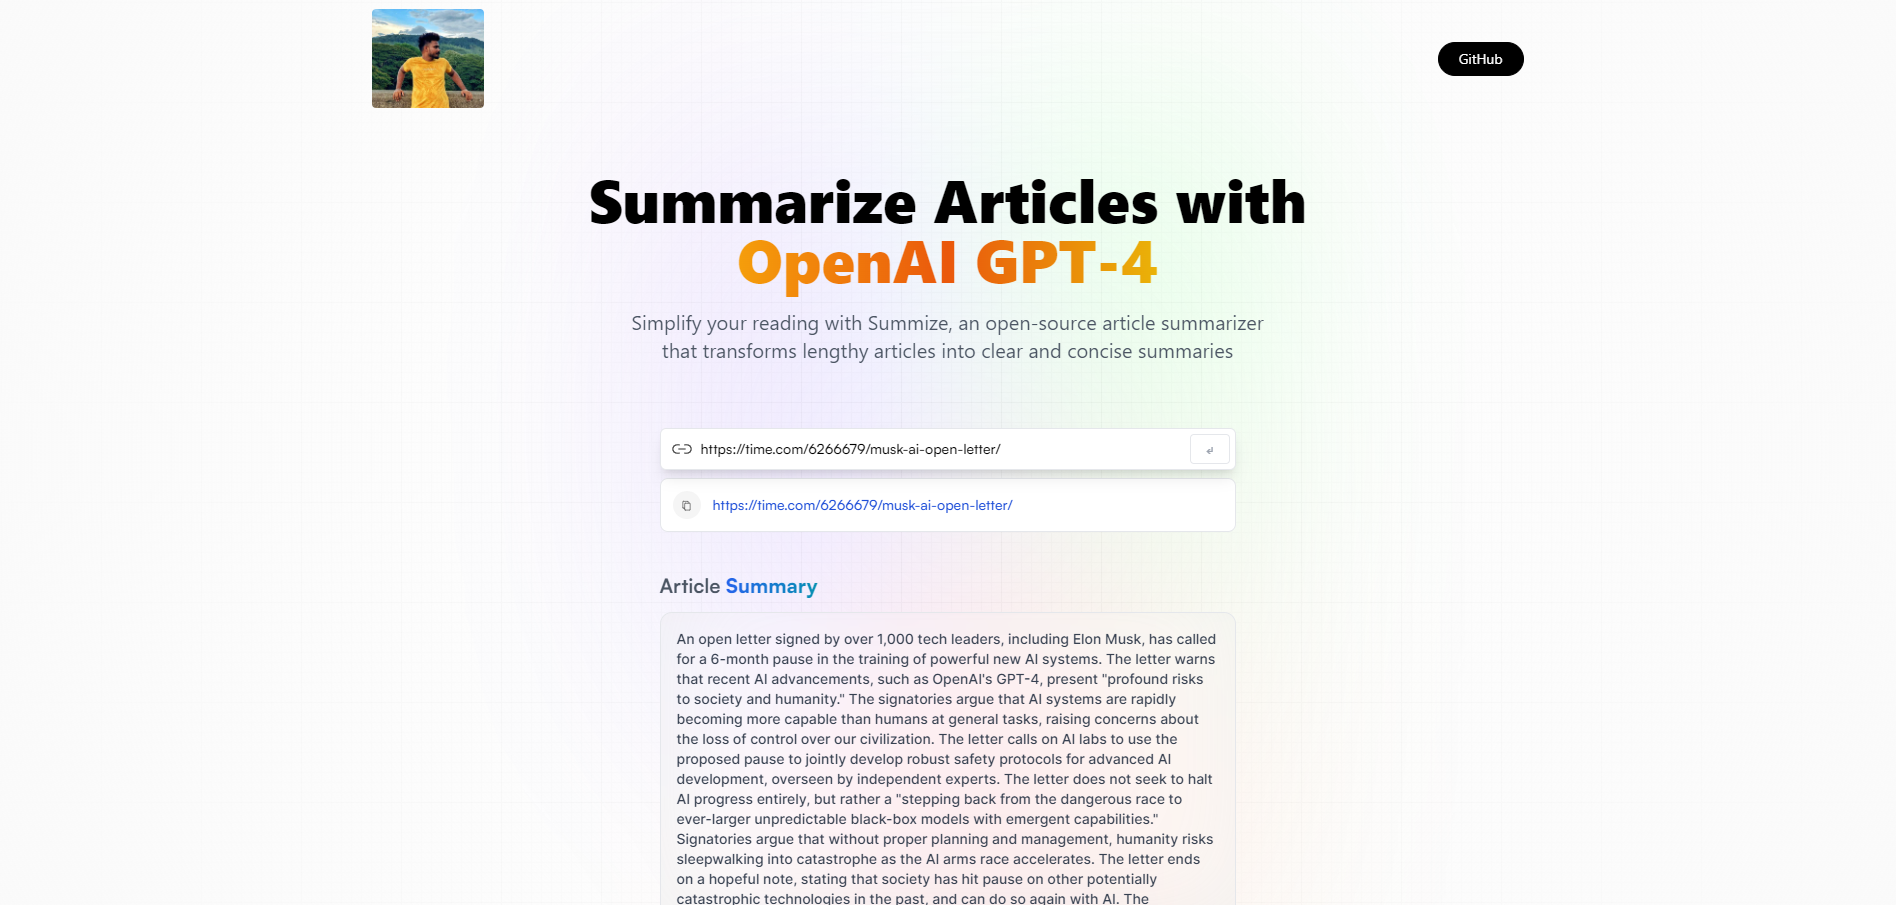 GitHub
Summarize Articles with
OpenAI GPT-4
Simplify your reading with Summize, an open-source article summarizer
that transforms lengthy articles into clear and concise summaries
https://time.com/6266679/musk-ai-open-letter/
https://time.com/6266679/musk-ai-open-letter/
Article Summary
An open letter signed by over 1,000 tech leaders, including Elon Musk, has called
for a 6-month pause in the training of powerful new AI systems. The letter warns
that recent AI advancements, such as OpenAI's GPT-4, present "profound risks
to society and humanity." The signatories argue that AI systems are rapidly
becoming more capable than humans at general tasks, raising concerns about
the loss of control over our civilization. The letter calls on AI labs to use the
proposed pause to jointly develop robust safety protocols for advanced AI
development, overseen by independent experts. The letter does not seek to halt
AI progress entirely, but rather a "stepping back from the dangerous race to
ever-larger unpredictable black-box models with emergent capabilities."
Signatories argue that without proper planning and management, humanity risks
sleepwalking into catastrophe as the AI arms race accelerates. The letter ends
on a hopeful note, stating that society has hit pause on other potentially
catastrophic technologies in the past, and can do so again with AI. The